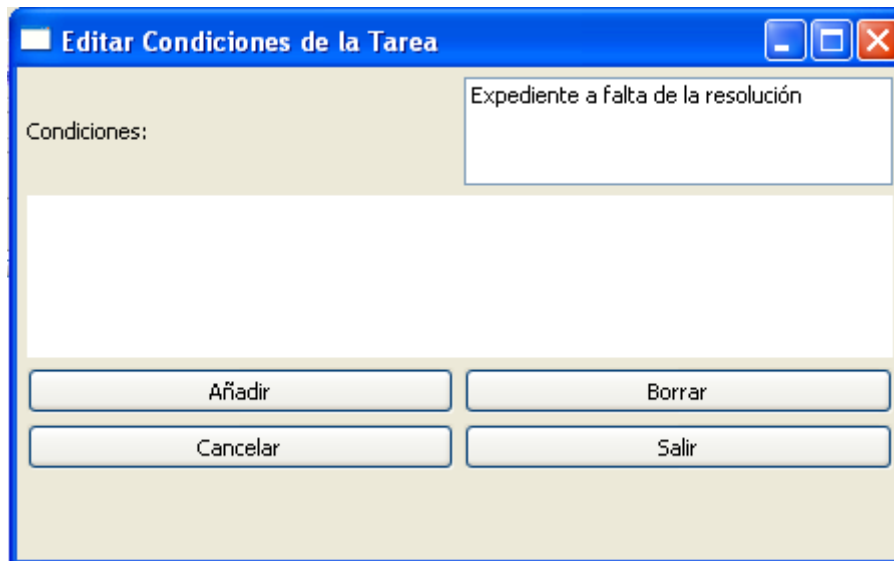 Editar Condiciones de la Tarea
Condiciones:
Expediente a falta de la resolución
Añadir
Borrar
Cancelar
Salir